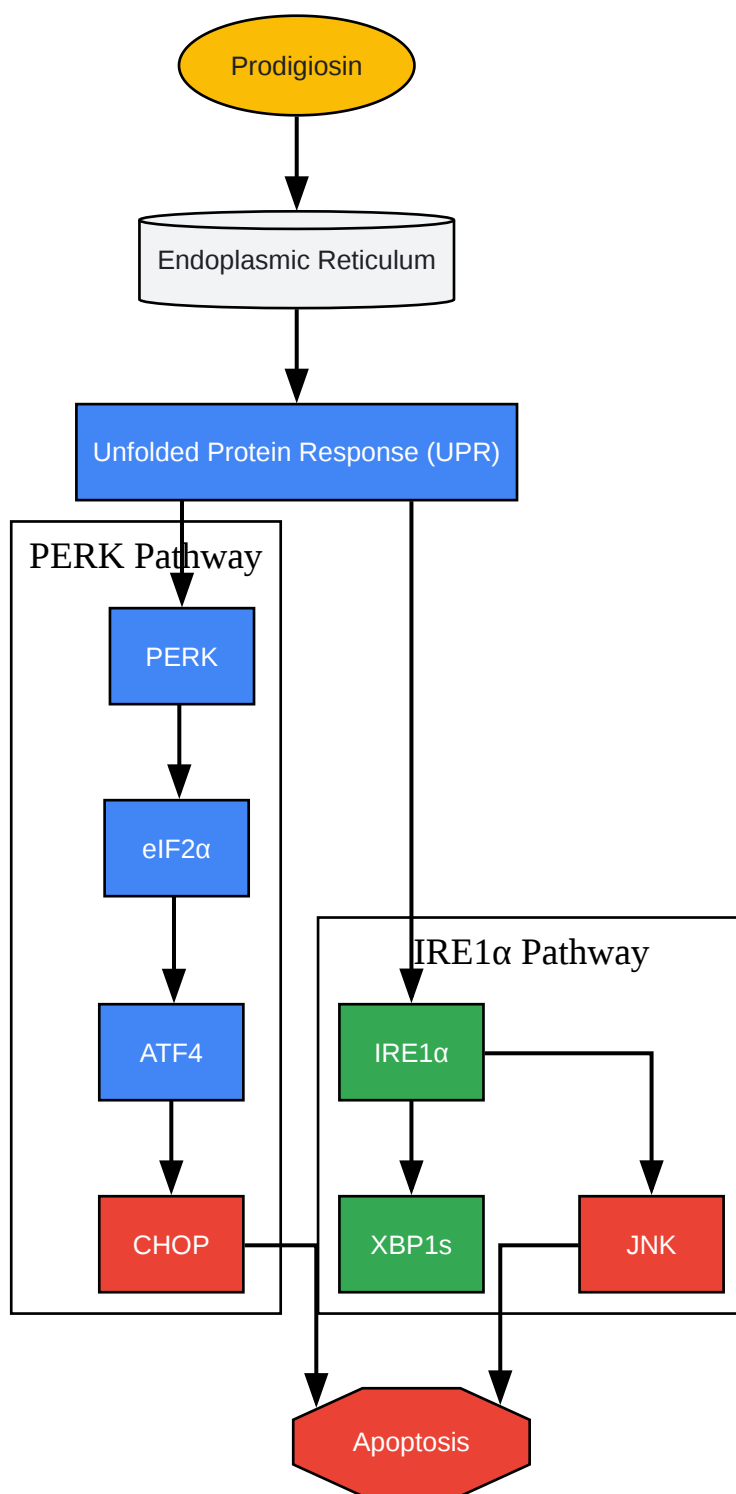 Prodigiosin
Endoplasmic Reticulum
Unfolded Protein Response (UPR)
PERK Pathway
PERK
eIF2α
ATF4
CHOP
IRE1α Pathway
IRE1α
XBP1s
JNK
Apoptosis